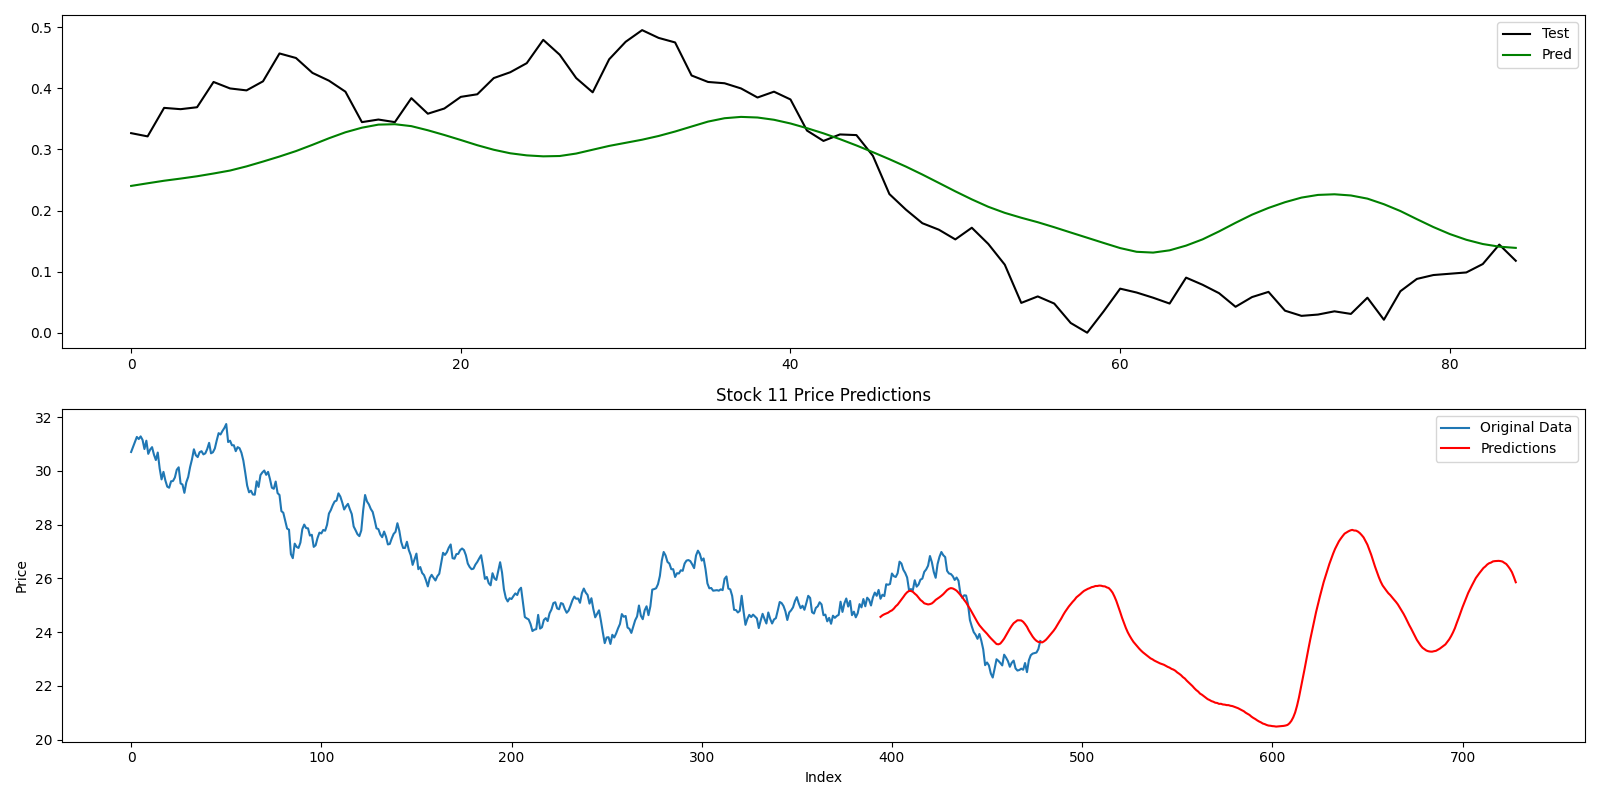 0.5
0.4
0.3
0.2
0.1
0.0
Test
Pred
0 20 40 60 80
Stock 11 Price Predictions
Price
32
30
28
26
24
22
20
Original Data
Predictions
0 100 200 300 400 500 600 700
Index